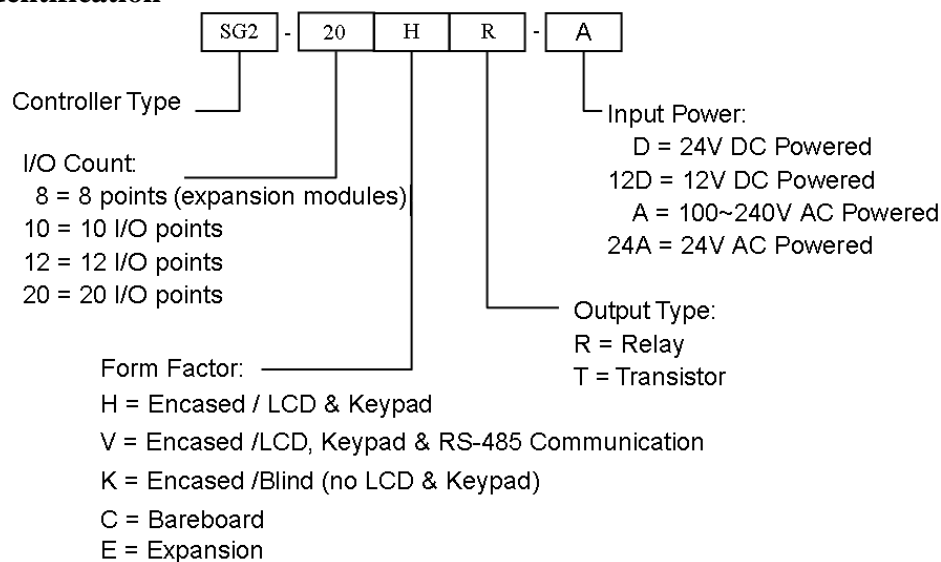 SG2 - 20 H R - A
Controller Type
I/O Count:
8 = 8 points (expansion modules)
10 = 10 I/O points
12 = 12 I/O points
20 = 20 I/O points
Input Power:
D = 24V DC Powered
12D = 12V DC Powered
A = 100~240V AC Powered
24A = 24V AC Powered
Output Type:
R = Relay
T = Transistor
Form Factor:
H = Encased / LCD & Keypad
V = Encased /LCD, Keypad & RS-485 Communication
K = Encased /Blind (no LCD & Keypad)
C = Bareboard
E = Expansion